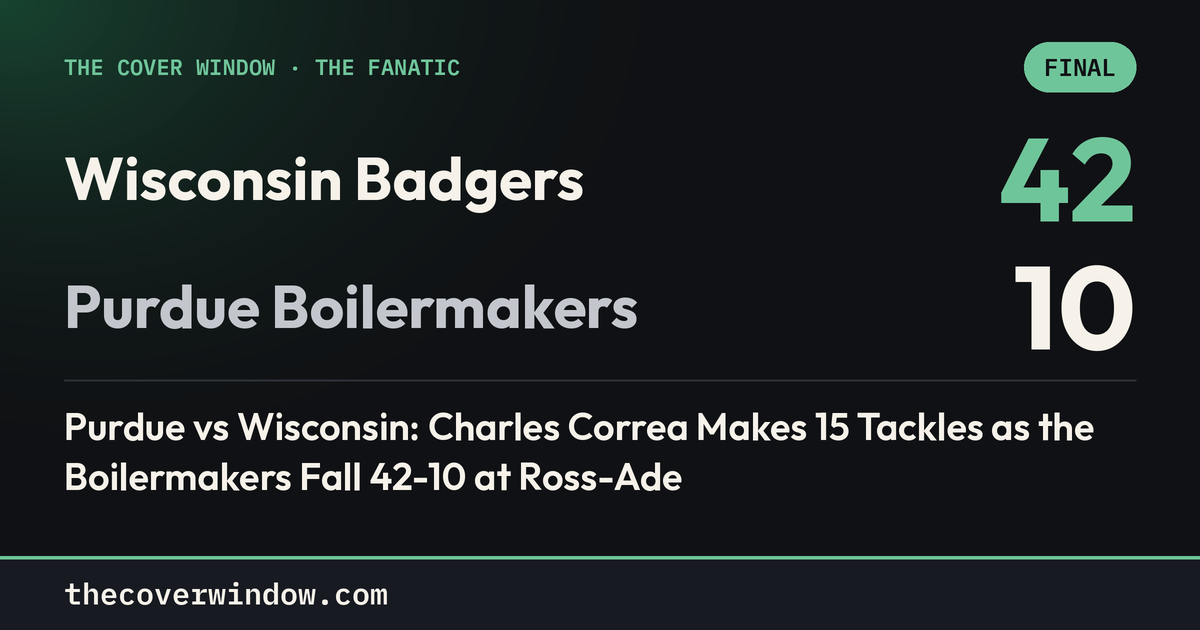 THE COVER WINDOW · THE FANATIC
FINAL
Wisconsin Badgers 42
Purdue Boilermakers 10
Purdue vs Wisconsin: Charles Correa Makes 15 Tackles as the
Boilermakers Fall 42-10 at Ross-Ade
thecoverwindow.com